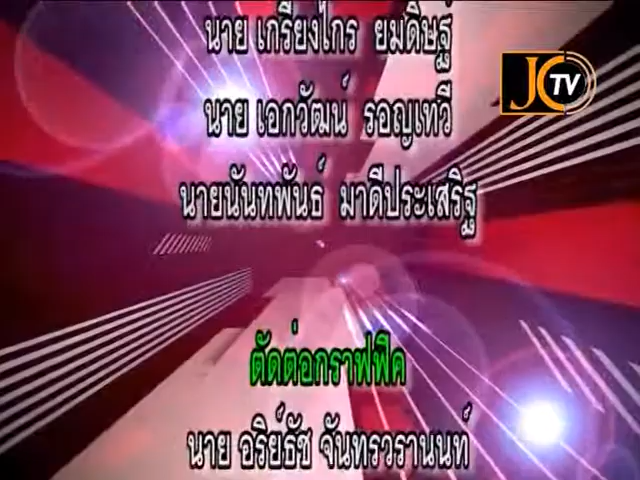 นาย เกรียงไกร ยมดิษฐ์
JC TV
นาย เอกวัฒน์ รอญเทวี
นายนันทพันธ์ มาดีประเสริฐ
ตัดต่อกราฟฟิค
นาย อริย์ธัช จันทรวรานนท์